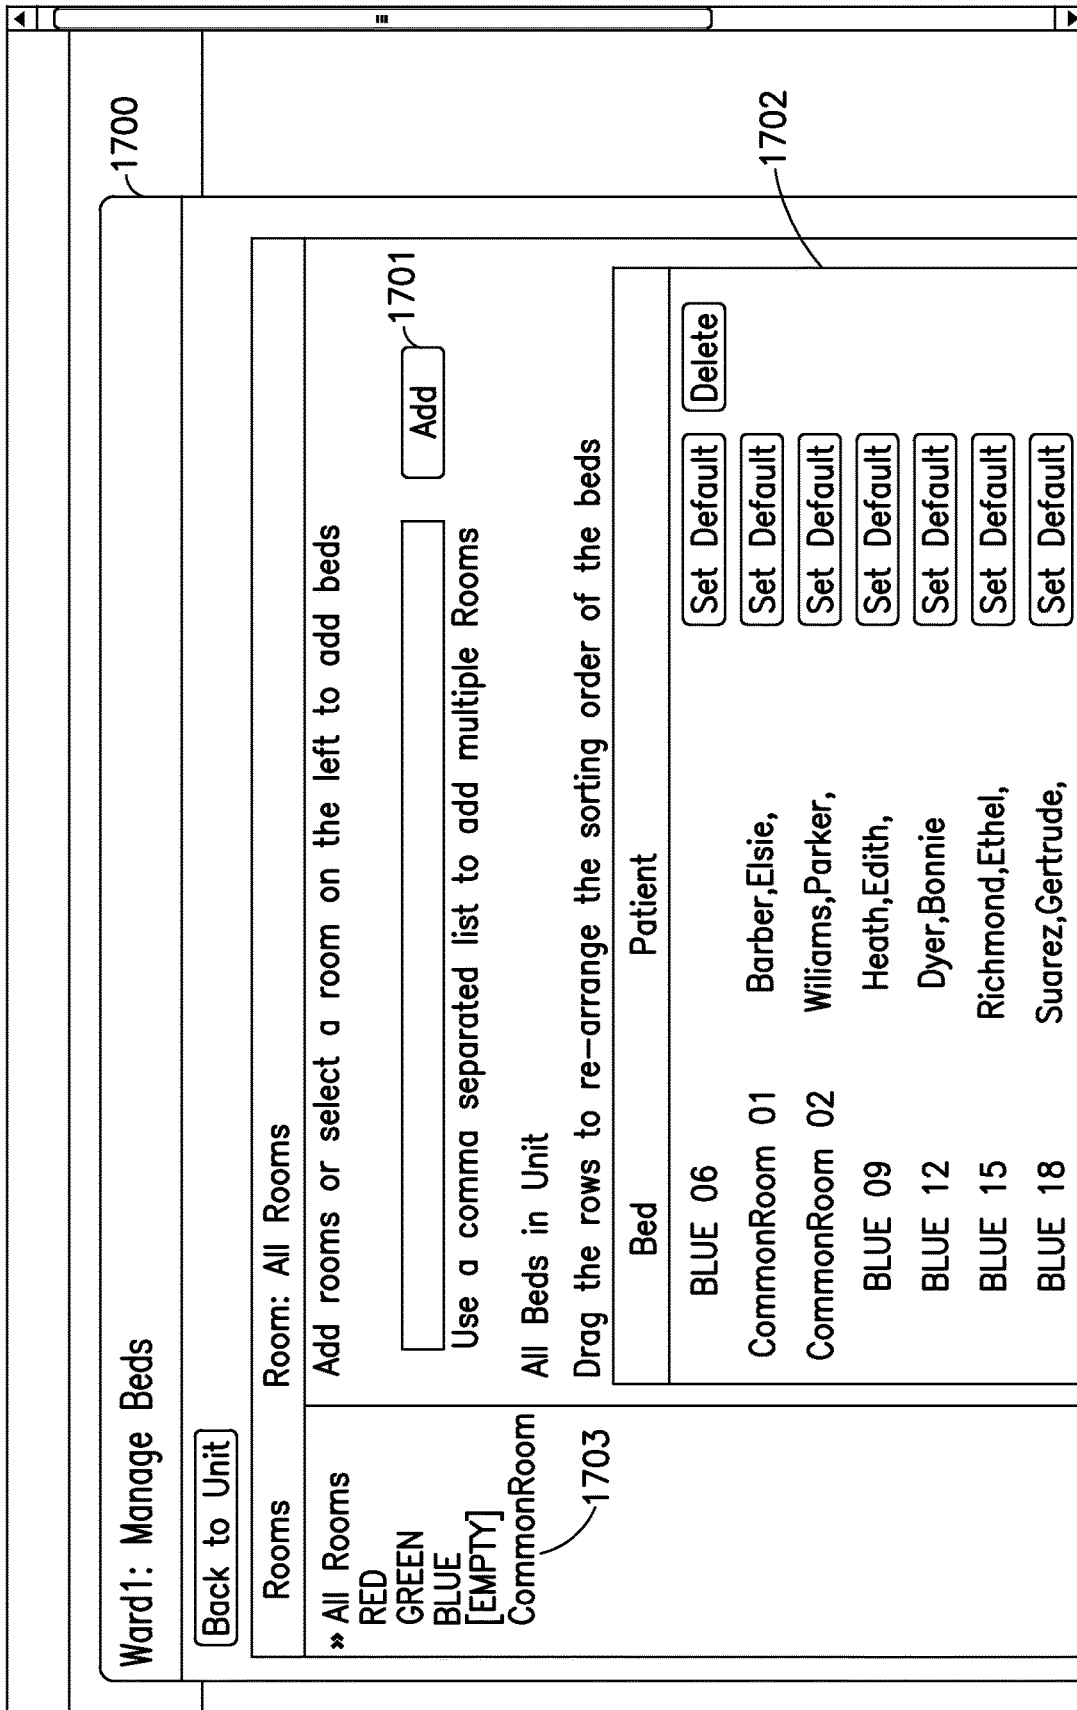 1700
Ward1: Manage Beds
Back to Unit
Rooms
Room: All Rooms
» All Rooms
RED
GREEN
BLUE
[EMPTY]
CommonRoom
1703
Add rooms or select a room on the left to add beds
Add
1701
Use a comma separated list to add multiple Rooms
All Beds in Unit
Drag the rows to re-arrange the sorting order of the beds
1702
Bed Patient
BLUE 06 Set Default Delete
CommonRoom 01 Barber,Elsie, Set Default
CommonRoom 02 Wiliams,Parker, Set Default
BLUE 09 Heath,Edith, Set Default
BLUE 12 Dyer,Bonnie Set Default
BLUE 15 Richmond,Ethel, Set Default
BLUE 18 Suarez,Gertrude, Set Default